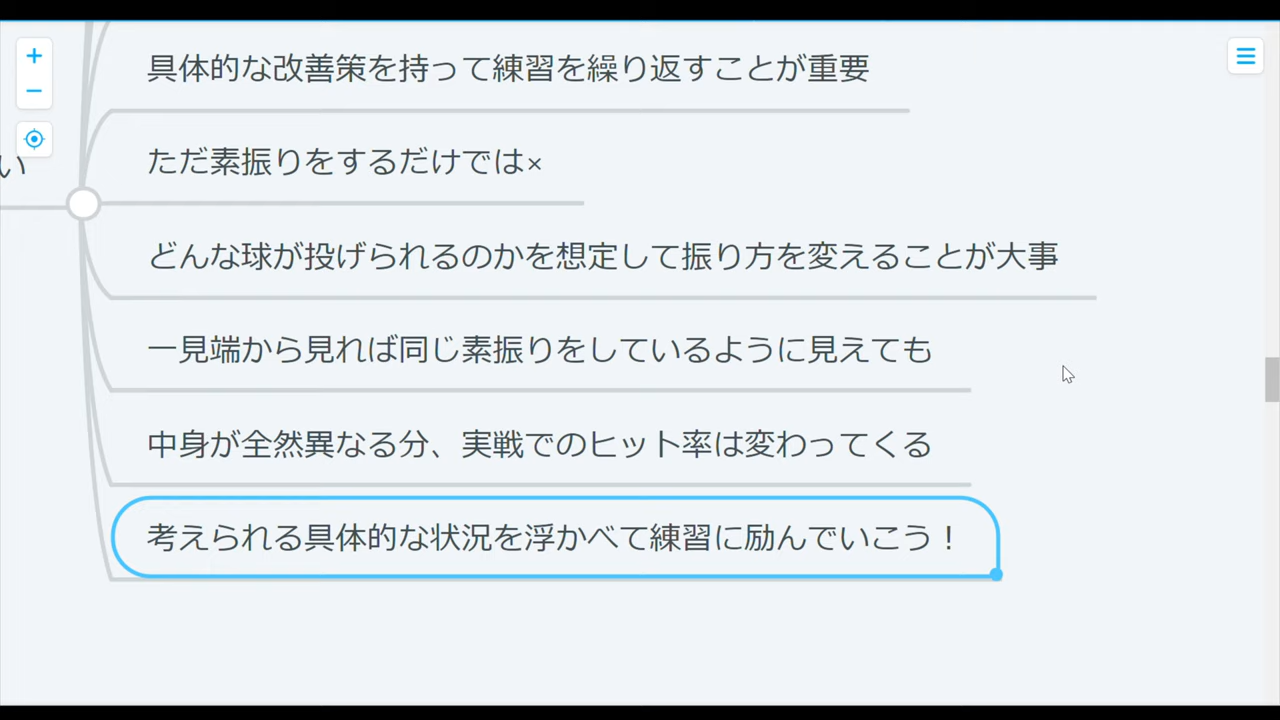 具体的な改善策を持って練習を繰り返すことが重要
ただ素振りをするだけでは×
い
どんな球が投げられるのかを想定して振り方を変えることが大事
一見端から見れば同じ素振りをしているように見えても
中身が全然異なる分、実戦でのヒット率は変わってくる
考えられる具体的な状況を浮かべて練習に励んでいこう！